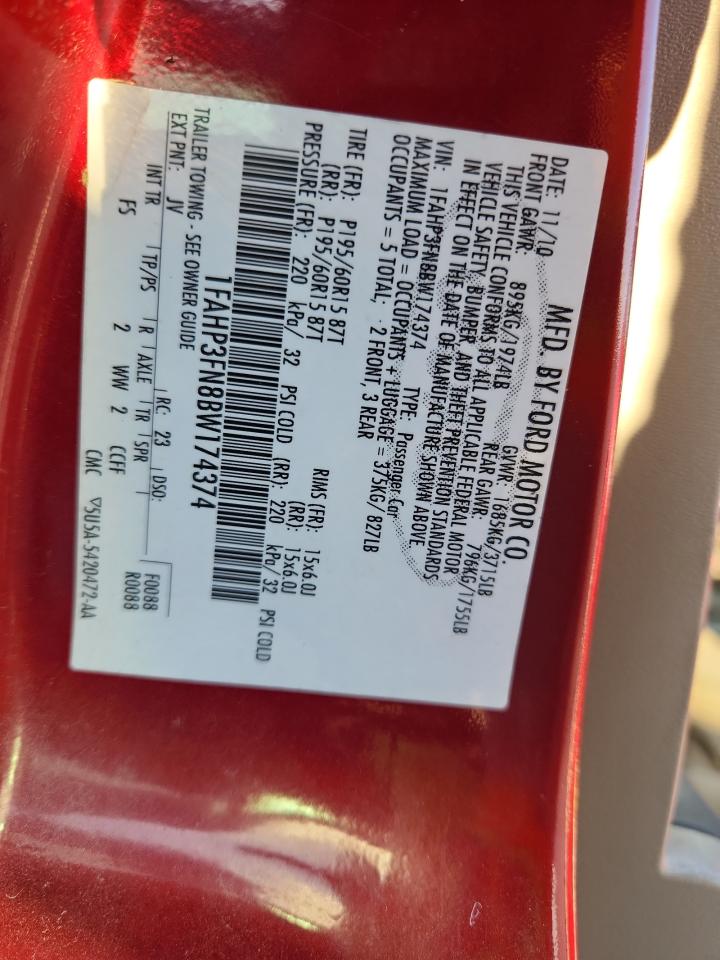 MFD. BY FORD MOTOR CO.
DATE: 11/10 GVWR: 1685KG/3715LB
FRONT GAWR: 895KG/1974LB REAR GAWR: 796KG/1755LB
THIS VEHICLE CONFORMS TO ALL APPLICABLE FEDERAL MOTOR
VEHICLE SAFETY, BUMPER, AND THEFT PREVENTION STANDARDS
IN EFFECT ON THE DATE OF MANUFACTURE SHOWN ABOVE
VIN: 1FAHP3FN8BW174374 TYPE: Passenger Car
MAXIMUM LOAD = OCCUPANTS + LUGGAGE = 375KG/ 827LB
OCCUPANTS = 5 TOTAL; - 2 FRONT, 3 REAR
TIRE (FR): P195/60R15 87T RIMS (FR): 15x6.0J
(RR): P195/60R15 87T (RR): 15x6.0J
PRESSURE (FR): 220 kPa/ 32 PSI COLD (RR): 220 kPa/ 32 PSI COLD
1FAHP3FN8BW174374
TRAILER TOWING - SEE OWNER GUIDE
EXT PNT: JV RC: 23 DSO: F0088
INT TR TP/PS R AXLE TR SPR R0088
FS 2 WW 2 CCFF
CMC ▽5U5A-5420472-AA